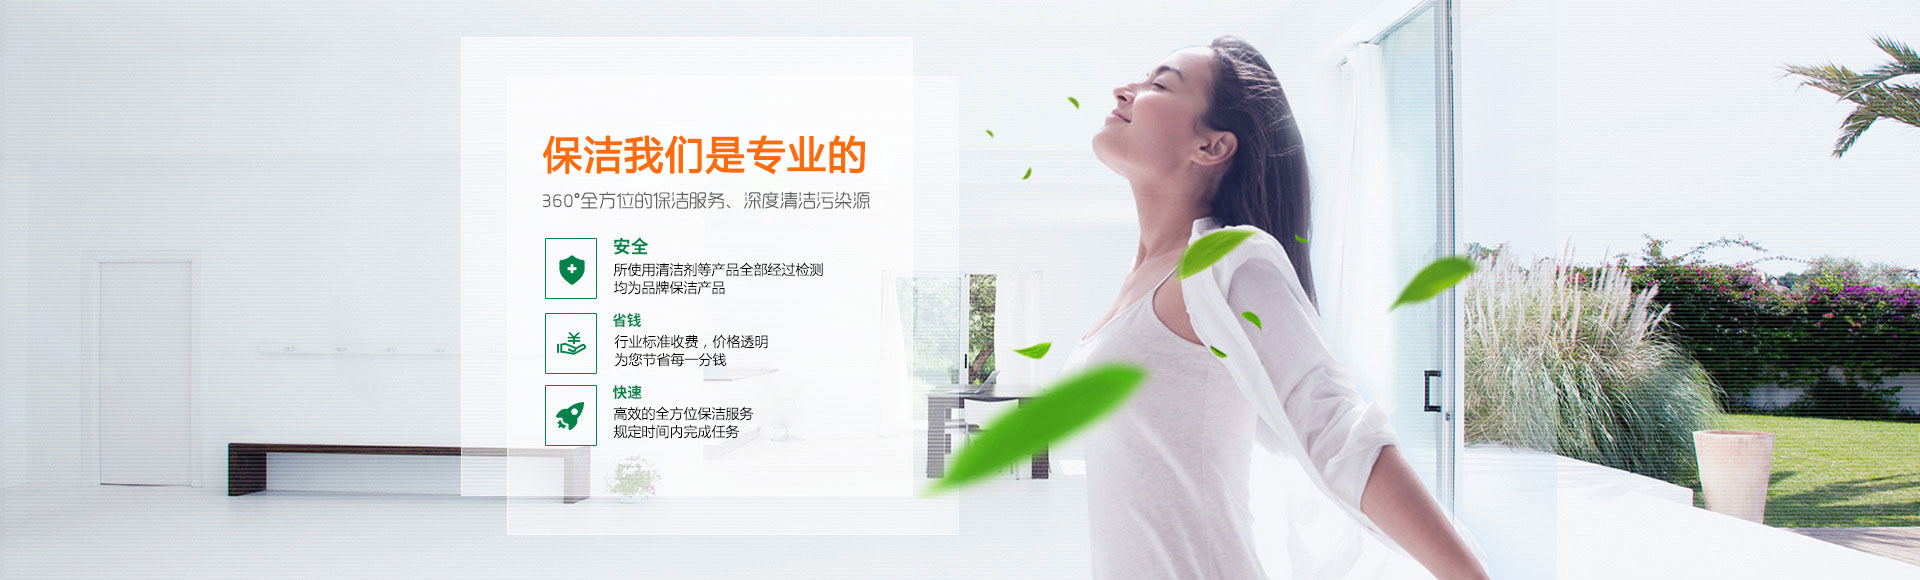 保洁我们是专业的
360°全方位的保洁服务、深度清洁污染源
安全
所使用清洁剂等产品全部经过检测
均为品牌保洁产品
省钱
行业标准收费，价格透明
为您节省每一分钱
快速
高效的全方位保洁服务
规定时间内完成任务